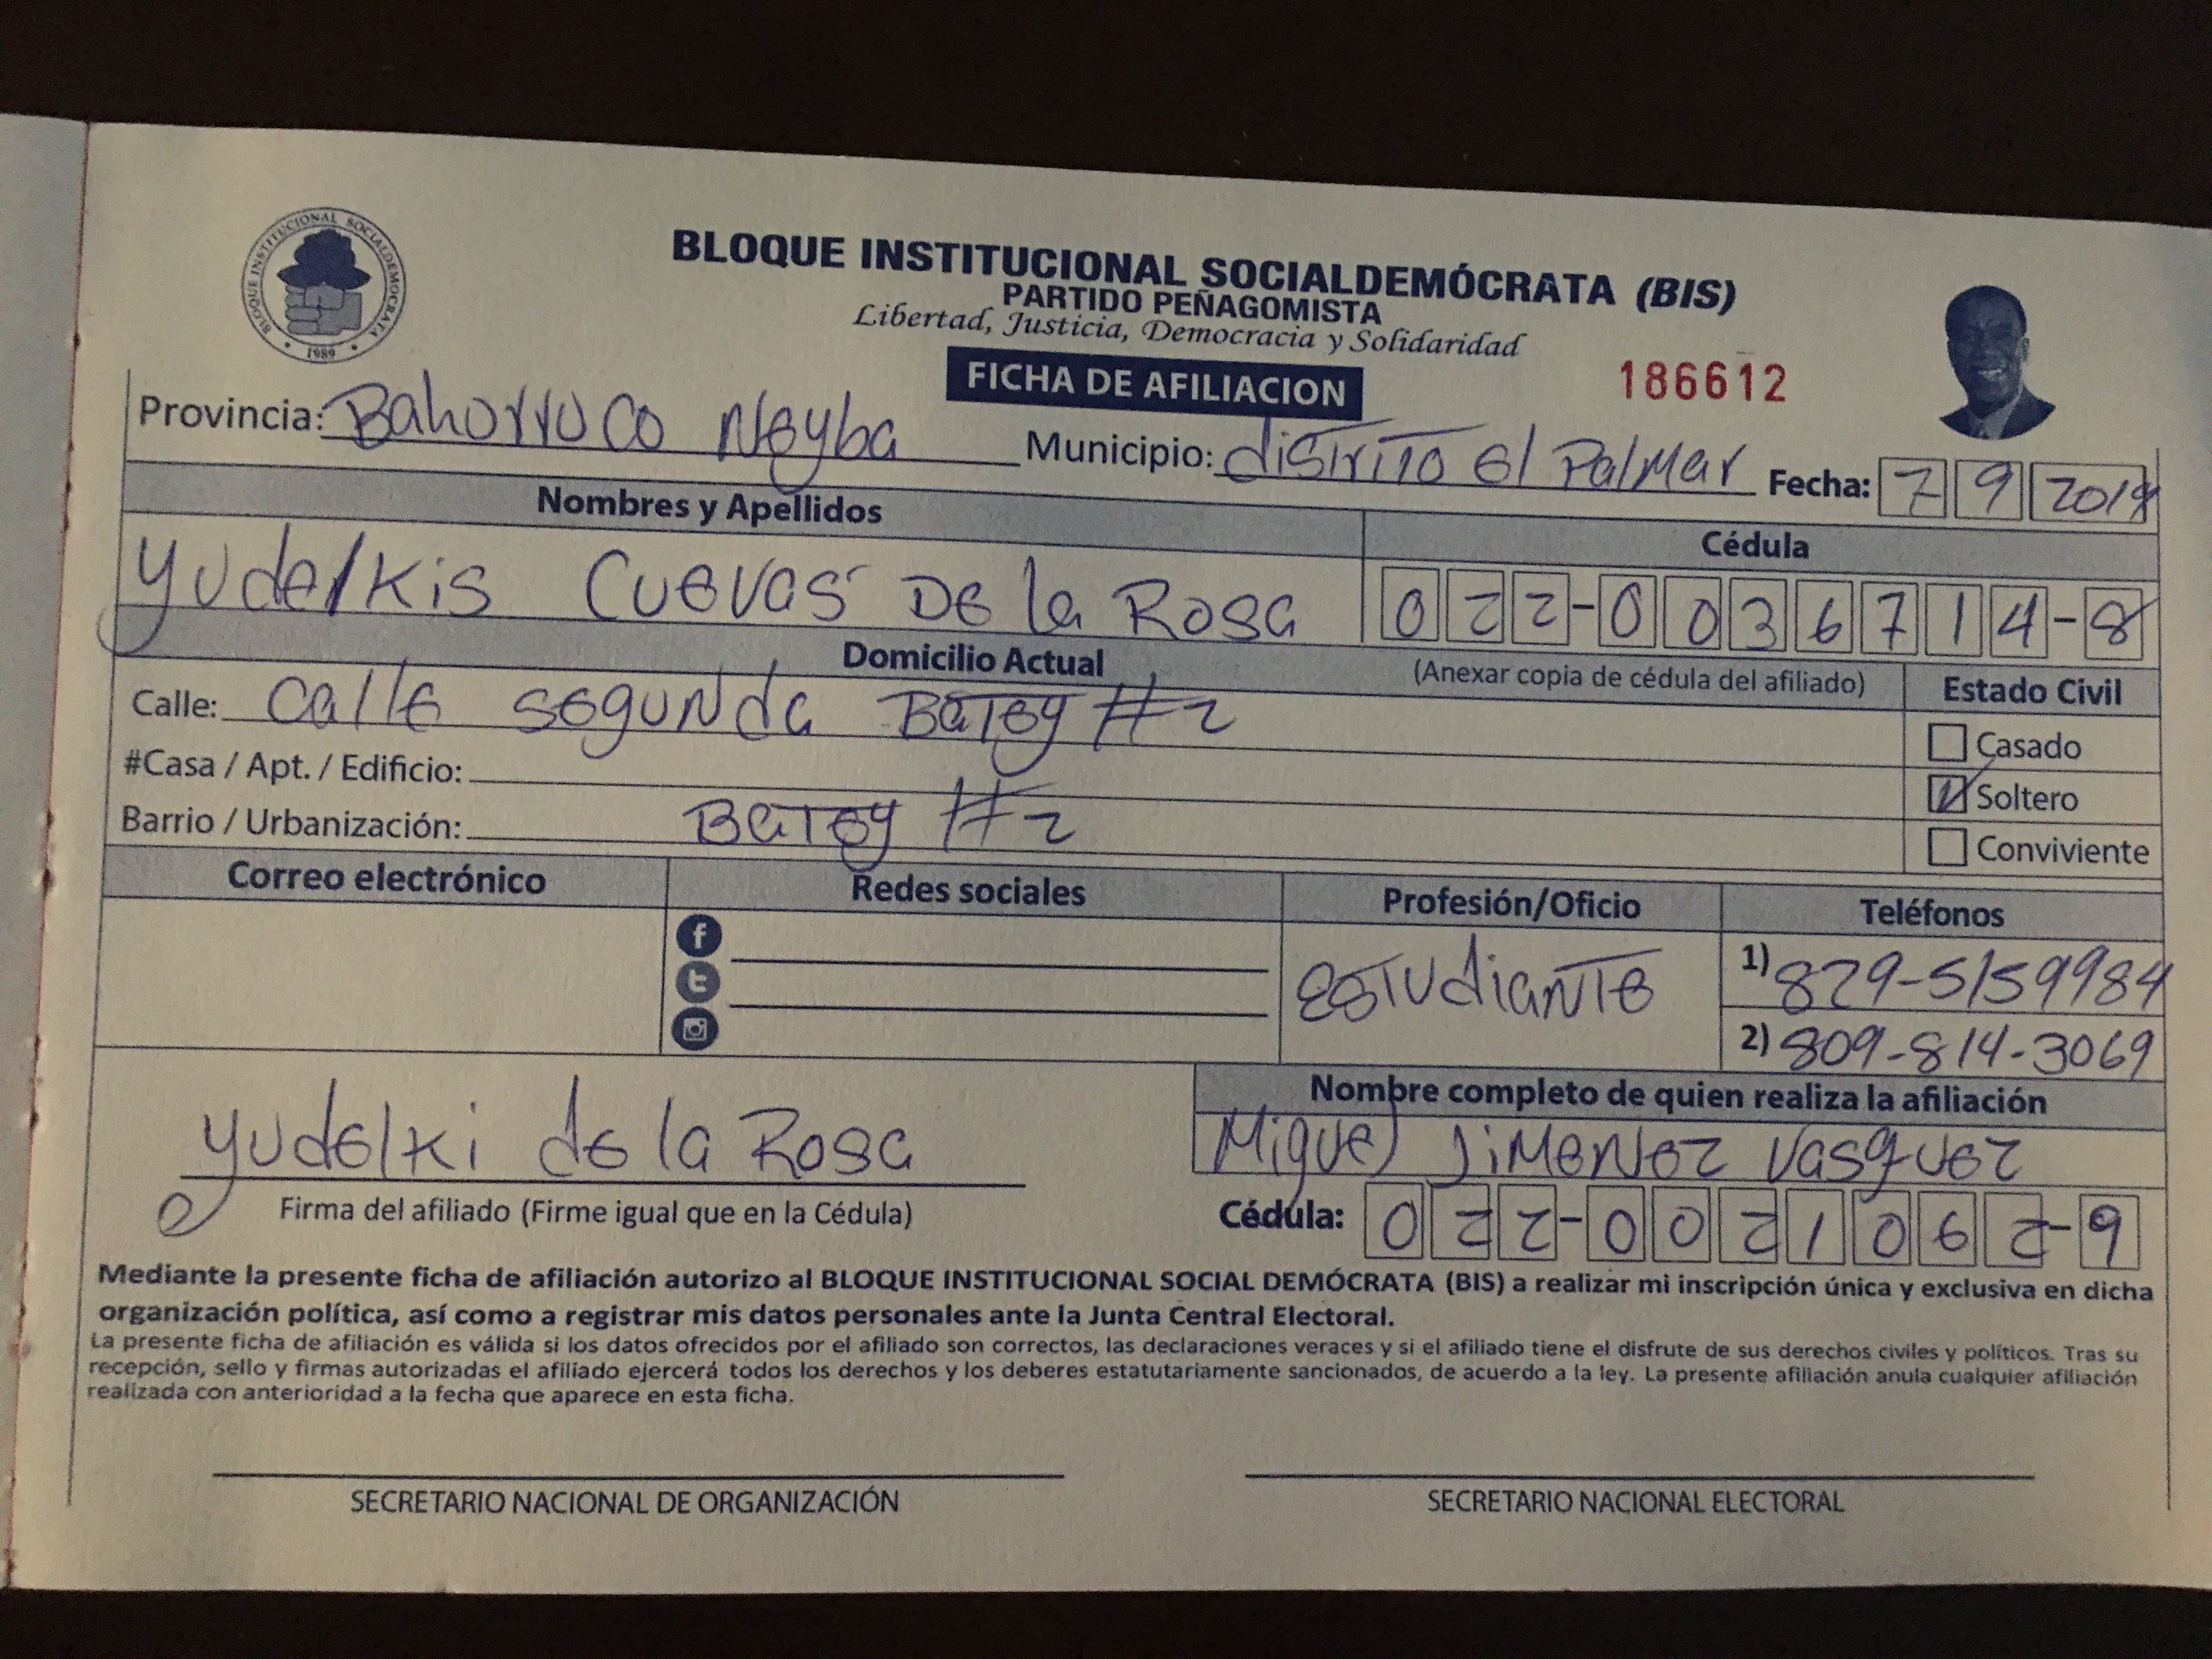 BLOQUE INSTITUCIONAL SOCIALDEMOCRATA
1989
BLOQUE INSTITUCIONAL SOCIALDEMÓCRATA (BIS)
PARTIDO PEÑAGOMISTA
Libertad, Justicia, Democracia y Solidaridad
FICHA DE AFILIACION
186612
Provincia: Bahorruco Neyba Municipio: distrito el Palmar Fecha: 7 9 2019
Nombres y Apellidos
Cédula
Yudelkis Cuevas De la Rosa 022-0036714-8
Domicilio Actual (Anexar copia de cédula del afiliado) Estado Civil
Calle: Calle segunda Batey #2
Casado
#Casa / Apt. / Edificio:
Soltero
Barrio / Urbanización: Batey #2
Conviviente
Correo electrónico Redes sociales Profesión/Oficio Teléfonos
Estudiante
1) 829-5159984
2) 809-814-3069
Nombre completo de quien realiza la afiliación
Yudelki de la Rosa Miguel Jimenez Vasquez
Firma del afiliado (Firme igual que en la Cédula) Cédula: 022-0021062-9
Mediante la presente ficha de afiliación autorizo al BLOQUE INSTITUCIONAL SOCIAL DEMÓCRATA (BIS) a realizar mi inscripción única y exclusiva en dicha
organización política, así como a registrar mis datos personales ante la Junta Central Electoral.
La presente ficha de afiliación es válida si los datos ofrecidos por el afiliado son correctos, las declaraciones veraces y si el afiliado tiene el disfrute de sus derechos civiles y políticos. Tras su
recepción, sello y firmas autorizadas el afiliado ejercerá todos los derechos y los deberes estatutariamente sancionados, de acuerdo a la ley. La presente afiliación anula cualquier afiliación
realizada con anterioridad a la fecha que aparece en esta ficha.
SECRETARIO NACIONAL DE ORGANIZACIÓN SECRETARIO NACIONAL ELECTORAL